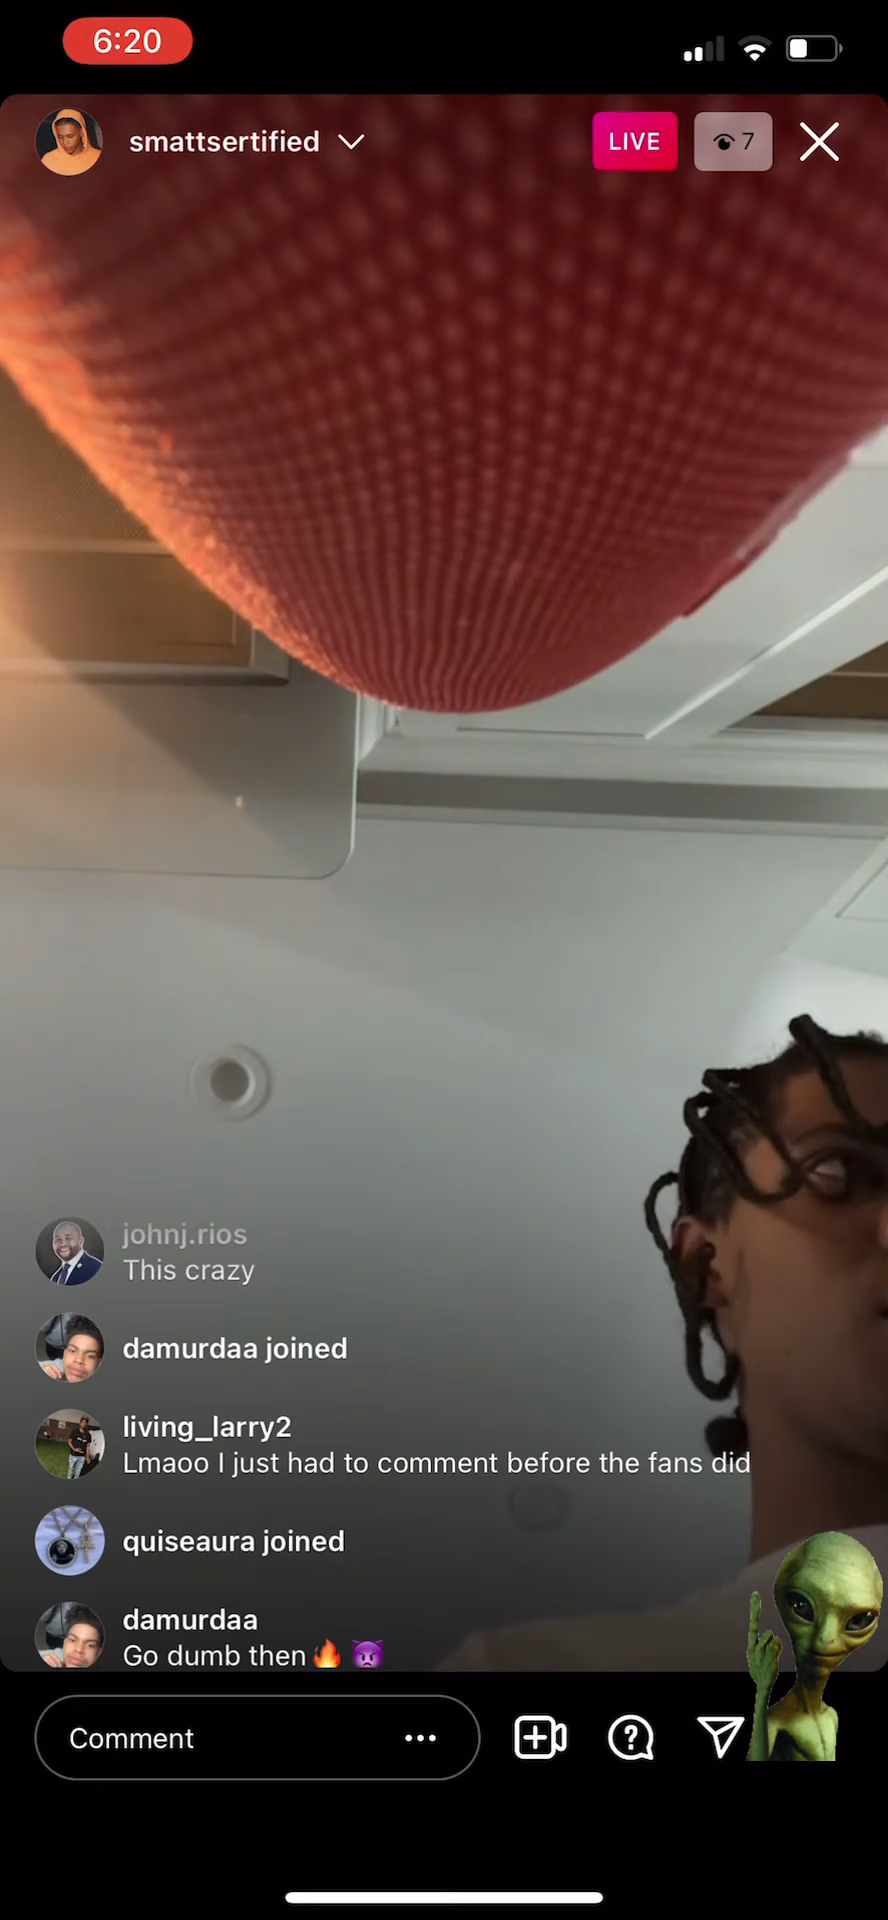 6:20
smattsertified
LIVE
7
johnj.rios
This crazy
damurdaa joined
living_larry2
Lmaoo I just had to comment before the fans did
quiseaura joined
damurdaa
Go dumb then🔥 😈
Comment